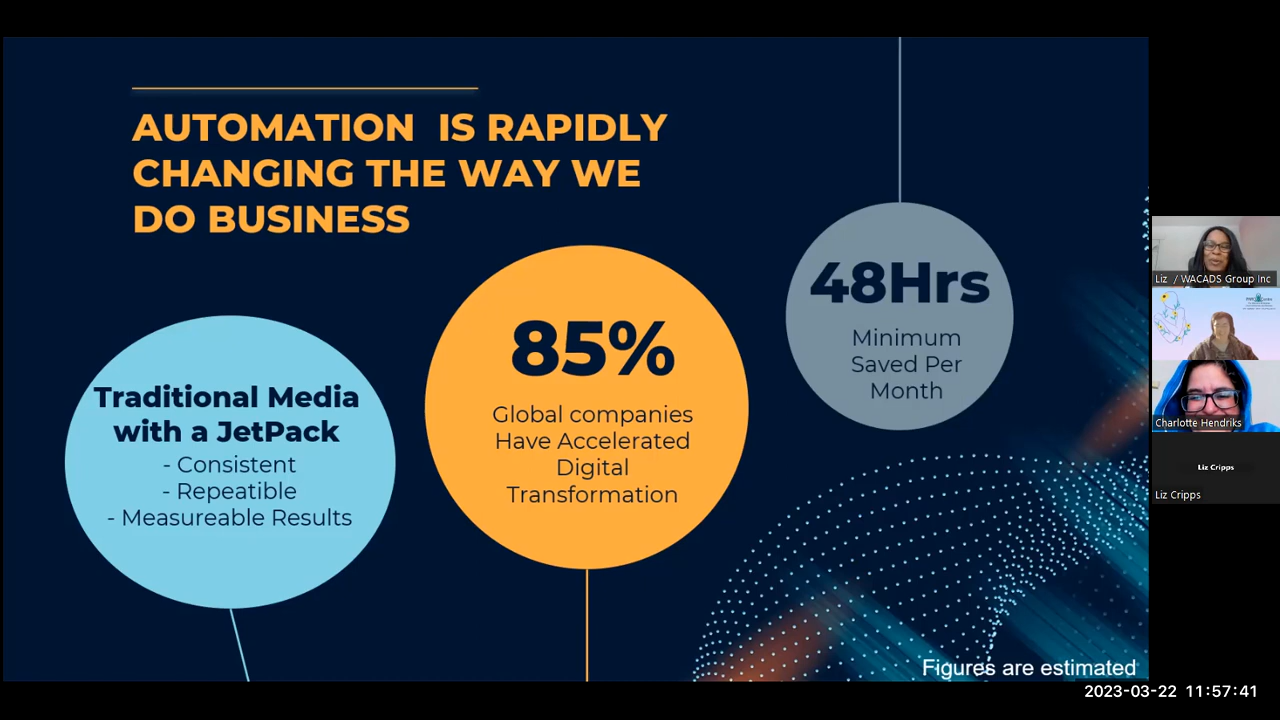 AUTOMATION  IS RAPIDLY
CHANGING THE WAY WE
DO BUSINESS
Traditional Media
with a JetPack
- Consistent
- Repeatible
- Measureable Results
85%
Global companies
Have Accelerated
Digital
Transformation
48Hrs
Minimum
Saved Per
Month
Figures are estimated
Liz / WACADS Group Inc
Charlotte Hendriks
Liz Cripps
Liz Cripps
2023-03-22 11:57:41